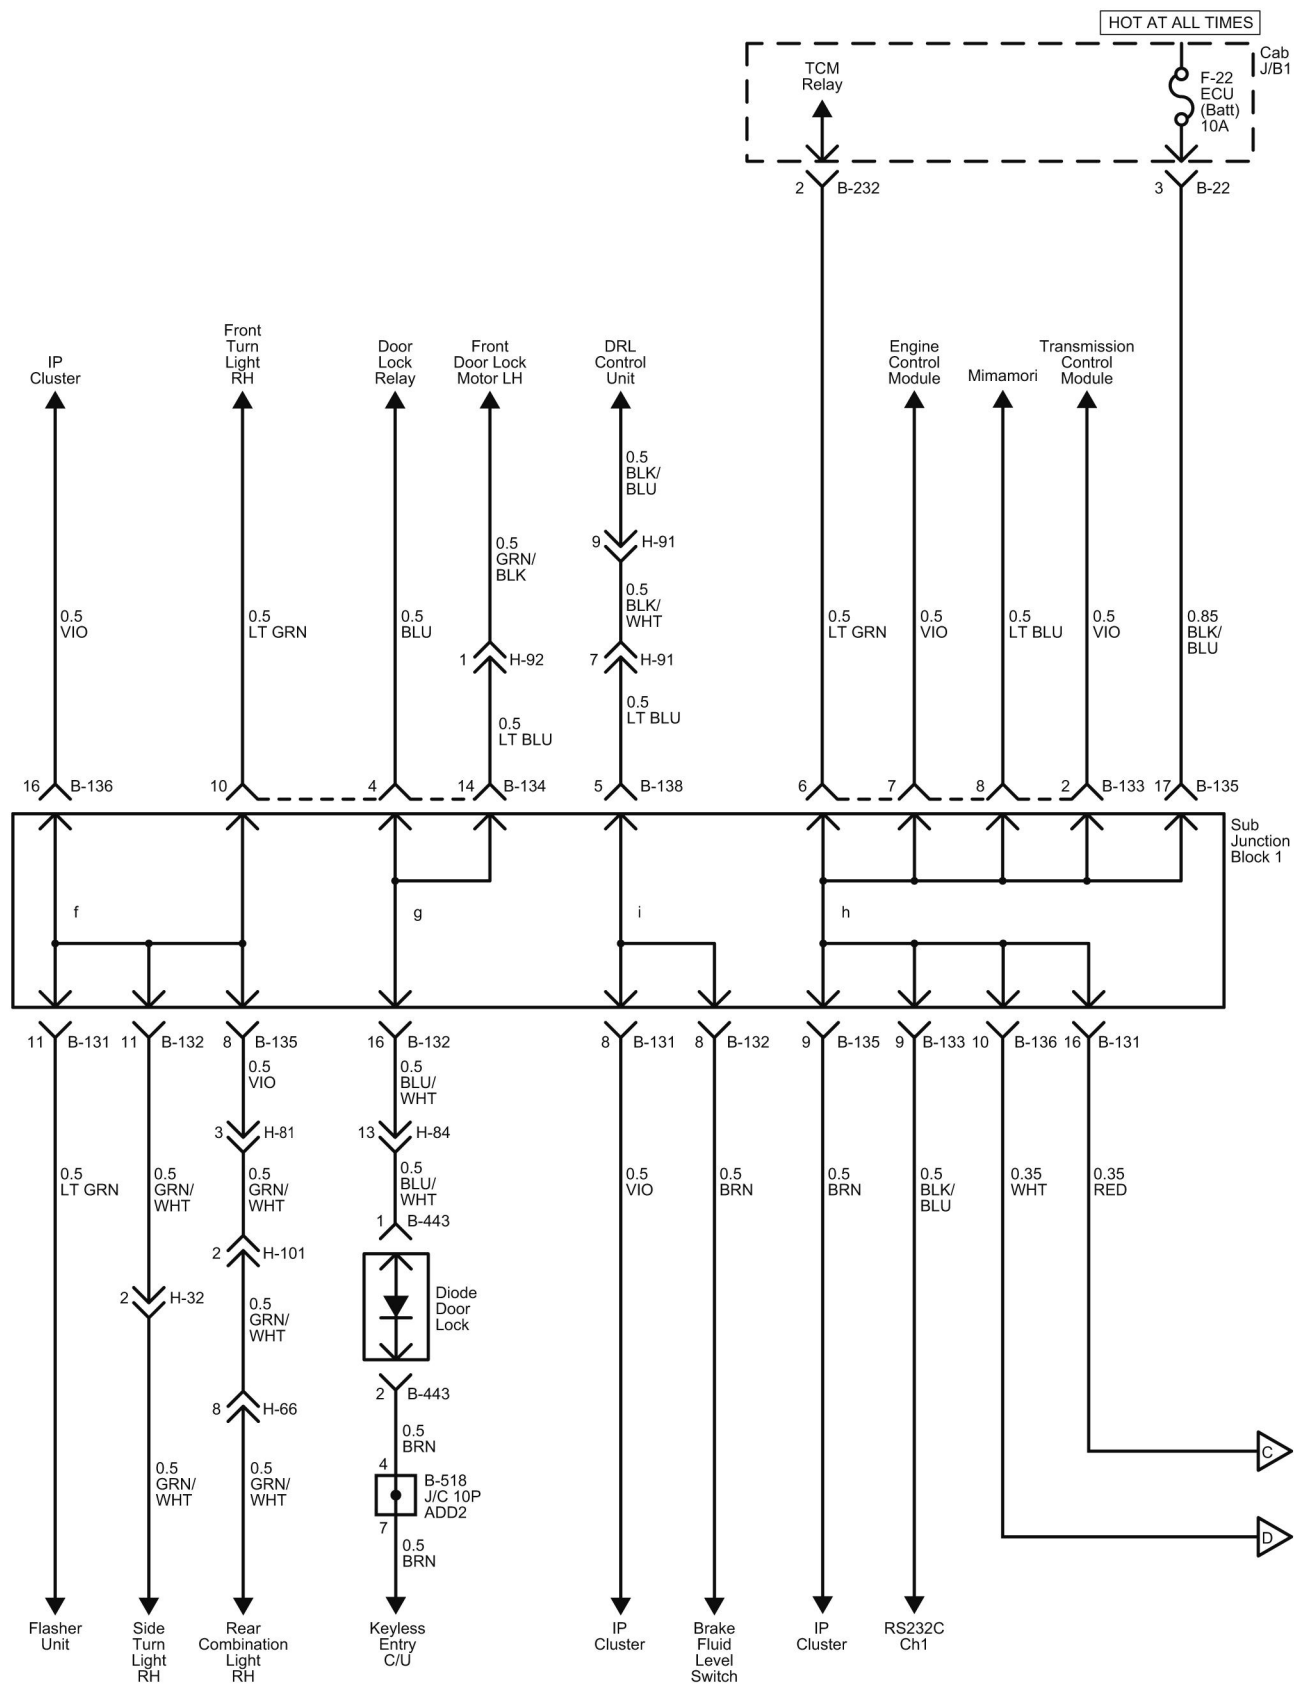 HOT AT ALL TIMES
Cab
J/B1
TCM
Relay
F-22
ECU
(Batt)
10A
2 B-232
3 B-22
IP
Cluster
Front
Turn
Light
RH
Door
Lock
Relay
Front
Door Lock
Motor LH
DRL
Control
Unit
Engine
Control
Module
Mimamori
Transmission
Control
Module
0.5
BLK/
BLU
9 H-91
0.5
GRN/
BLK
0.5
BLK/
WHT
0.5
VIO
0.5
LT GRN
0.5
BLU
0.5
LT GRN
0.5
VIO
0.5
LT BLU
0.5
VIO
0.85
BLK/
BLU
1 H-92
7 H-91
0.5
LT BLU
0.5
LT BLU
16 B-136
10
4
14 B-134
5 B-138
6
7
8
2 B-133
17 B-135
Sub
Junction
Block 1
f
g
i
h
11 B-131
11 B-132
8 B-135
16 B-132
8 B-131
8 B-132
9 B-135
9 B-133
10 B-136
16 B-131
0.5
VIO
0.5
BLU/
WHT
3 H-81
13 H-84
0.5
LT GRN
0.5
GRN/
WHT
0.5
GRN/
WHT
0.5
BLU/
WHT
0.5
VIO
0.5
BRN
0.5
BRN
0.5
BLK/
BLU
0.35
WHT
0.35
RED
1 B-443
2 H-101
2 H-32
0.5
GRN/
WHT
Diode
Door
Lock
2 B-443
8 H-66
0.5
BRN
C
4
B-518
J/C 10P
ADD2
7
0.5
GRN/
WHT
0.5
GRN/
WHT
0.5
BRN
D
Flasher
Unit
Side
Turn
Light
RH
Rear
Combination
Light
RH
Keyless
Entry
C/U
IP
Cluster
Brake
Fluid
Level
Switch
IP
Cluster
RS232C
Ch1